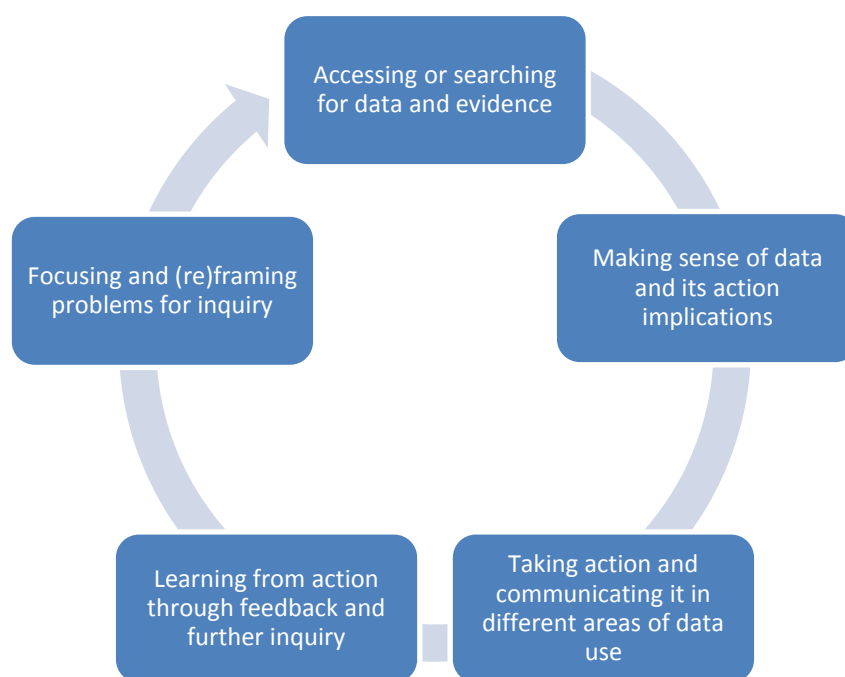 Accessing or searching
for data and evidence
Making sense of data
and its action
implications
Taking action and
communicating it in
different areas of data
use
Learning from action
through feedback and
further inquiry
Focusing and (re)framing
problems for inquiry